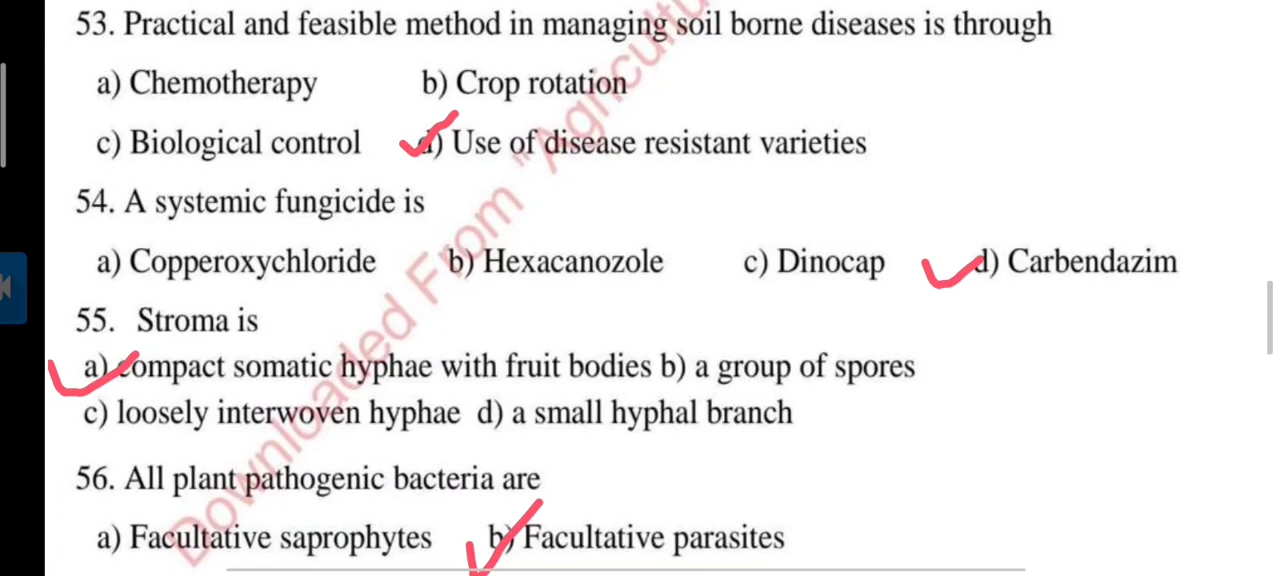 53. Practical and feasible method in managing soil borne diseases is through
a) Chemotherapy b) Crop rotation
c) Biological control d) Use of disease resistant varieties
54. A systemic fungicide is
a) Copperoxychloride b) Hexacanozole c) Dinocap d) Carbendazim
55. Stroma is
a) compact somatic hyphae with fruit bodies b) a group of spores
c) loosely interwoven hyphae d) a small hyphal branch
56. All plant pathogenic bacteria are
a) Facultative saprophytes b) Facultative parasites
Downloaded From "Agricultu